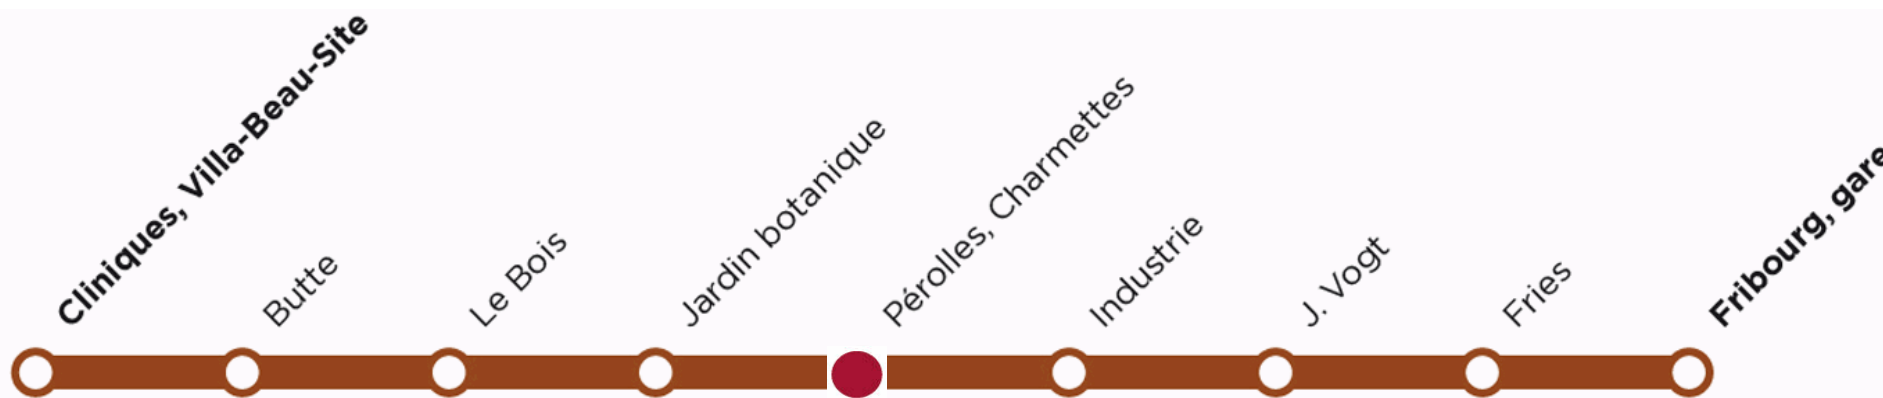 Cliniques, Villa-Beau-Site
Butte
Le Bois
Jardin botanique
Pérolles, Charmettes
Industrie
J. Vogt
Fries
Fribourg, gare